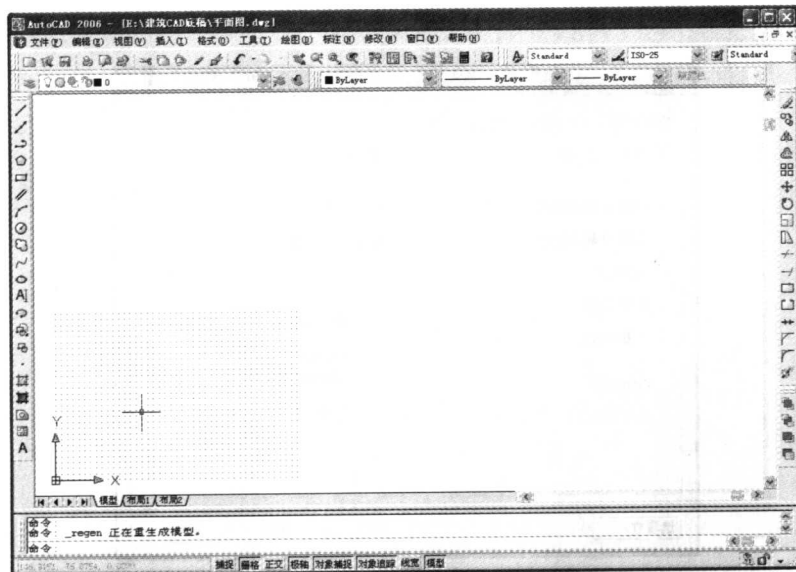 AutoCAD 2006 - [E:\建筑CAD底稿\平面图.dwg]
文件(F) 编辑(E) 视图(V) 插入(I) 格式(O) 工具(T) 绘图(D) 标注(N) 修改(M) 窗口(W) 帮助(H)
Standard ISO-25 Standard
0 ByLayer ByLayer ByLayer
A
A
Y
X
模型 布局1 布局2
命令
命令 _regen 正在重生成模型。
命令
捕捉 栅格 正交 极轴 对象捕捉 对象追踪 线宽 模型